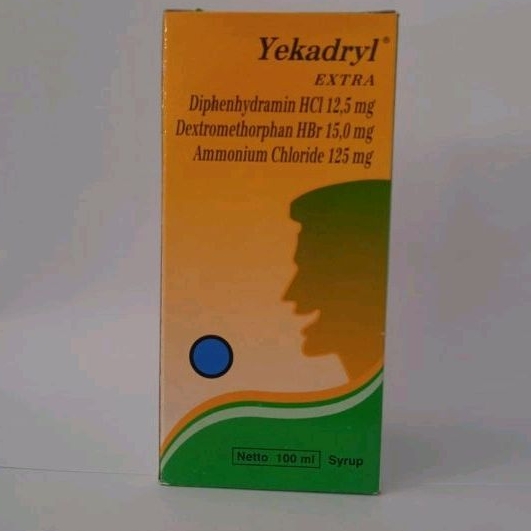 Yekadryl®
EXTRA
Diphenhydramin HCl 12,5 mg
Dextromethorphan HBr 15,0 mg
Ammonium Chloride 125 mg
Netto 100 ml Syrup